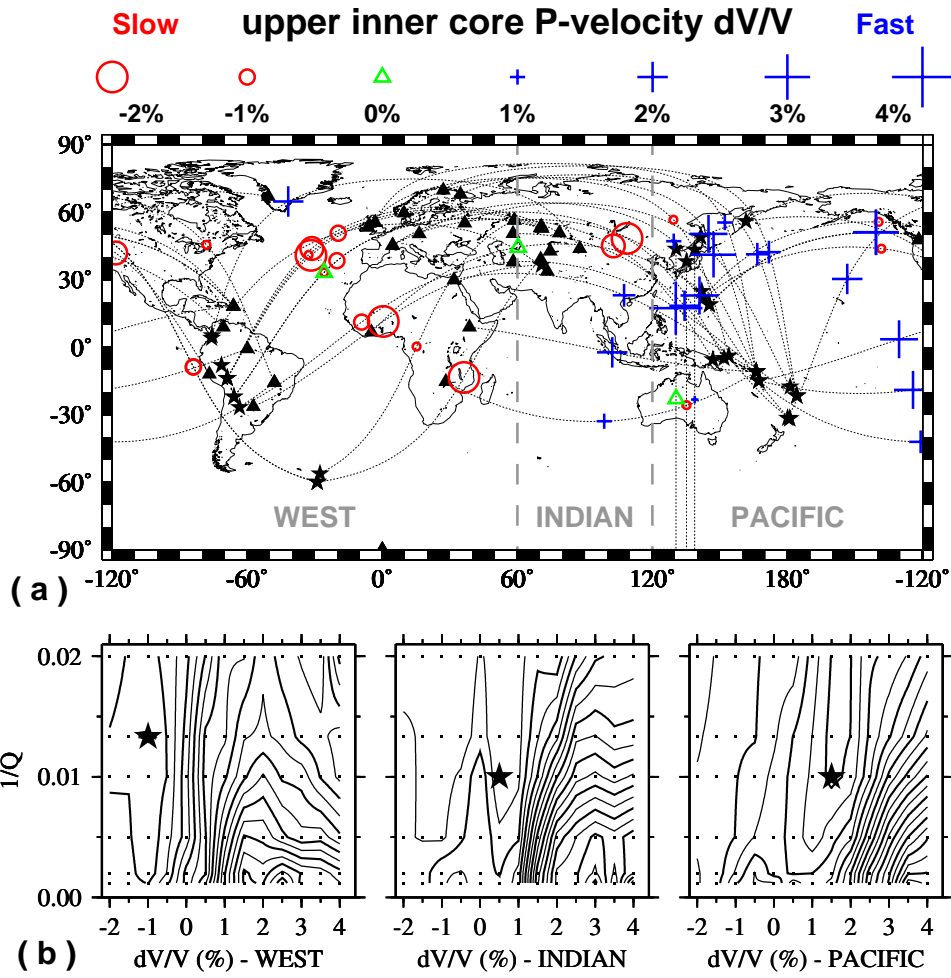 upper inner core P-velocity dV/V
Slow Fast
-2% -1% 0% 1% 2% 3% 4%
90°
60°
30°
0°
-30°
-60°
-90°
WEST INDIAN PACIFIC
-120° -60° 0° 60° 120° 180° -120°
(a)
0.02
0.01
0.00
1/Q
-2 -1 0 1 2 3 4 -2 -1 0 1 2 3 4 -2 -1 0 1 2 3 4
dV/V (%) - WEST dV/V (%) - INDIAN dV/V (%) - PACIFIC
(b)